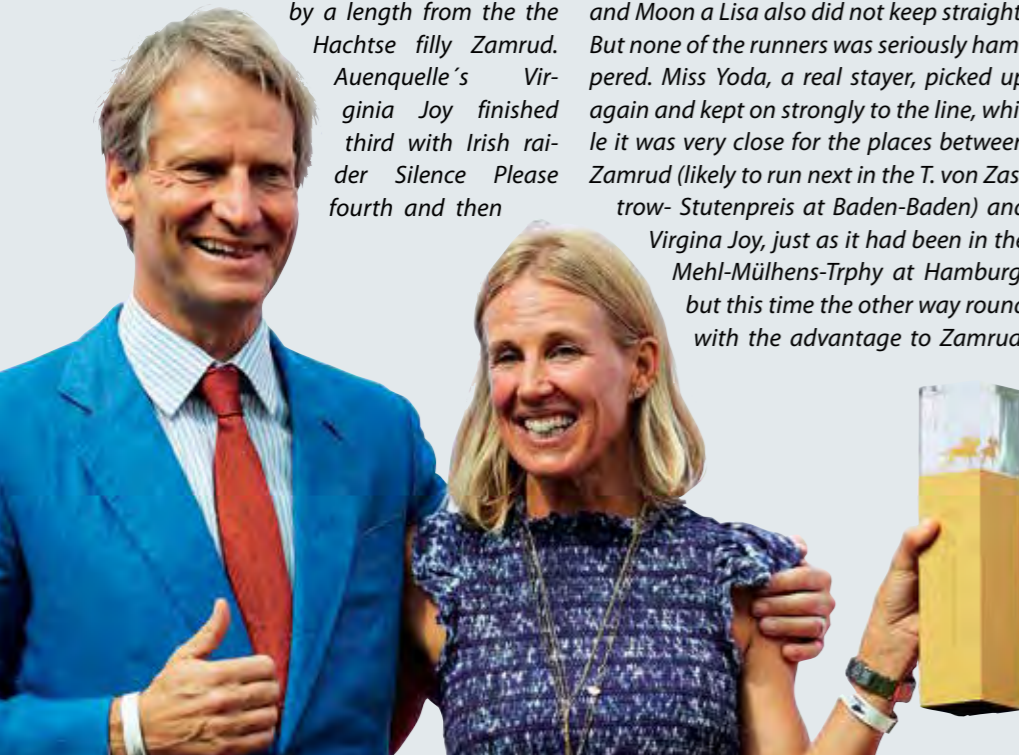 by a length from the the
Hachtse filly Zamrud.
Auenquelle´s Vir-
ginia Joy finished
third with Irish rai-
der Silence Please
fourth and then
and Moon a Lisa also did not keep straight
But none of the runners was seriously ham
pered. Miss Yoda, a real stayer, picked up
again and kept on strongly to the line, whi
le it was very close for the places between
Zamrud (likely to run next in the T. von Zas
trow- Stutenpreis at Baden-Baden) and
Virgina Joy, just as it had been in the
Mehl-Mülhens-Trphy at Hamburg
but this time the other way round
with the advantage to Zamrud